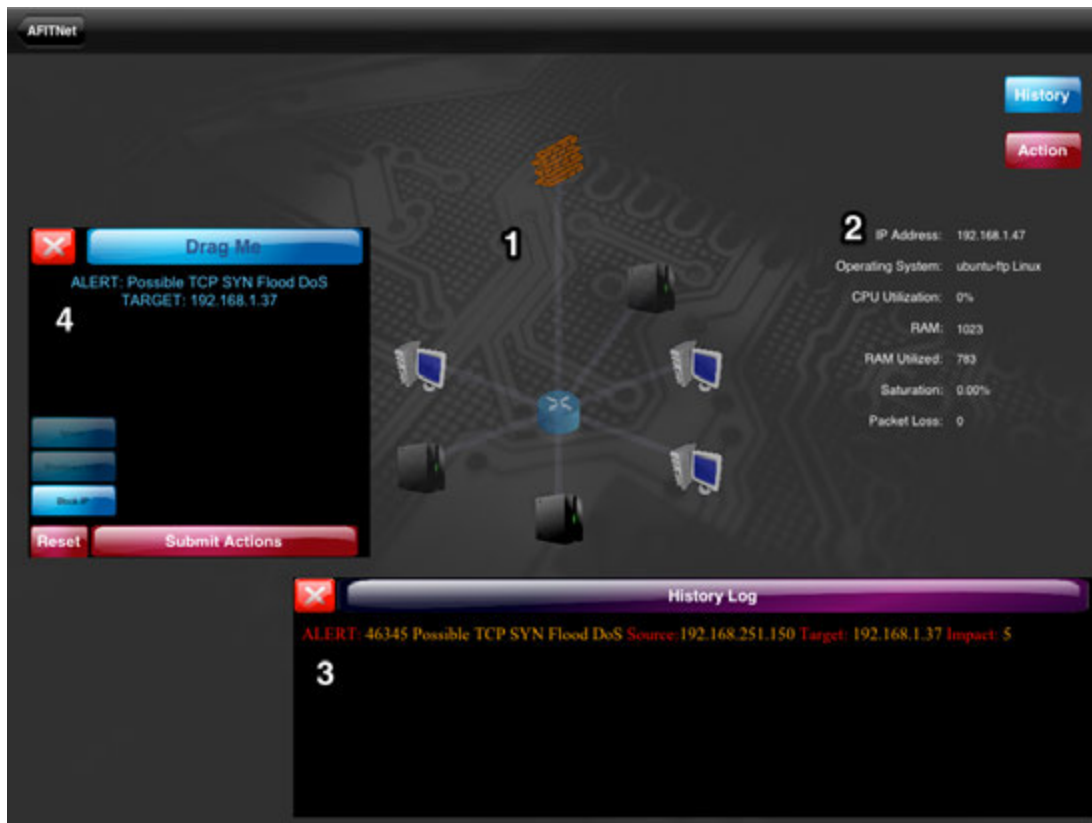 AFITNet
History
Action
1
2
IP Address: 192.168.1.47
Operating System: ubuntu-ftp Linux
CPU Utilization: 0%
RAM: 1023
RAM Utilized: 783
Saturation: 0.00%
Packet Loss: 0
Drag Me
ALERT: Possible TCP SYN Flood DoS
TARGET: 192.168.1.37
4
Block IP
Reset
Submit Actions
History Log
ALERT: 46345 Possible TCP SYN Flood DoS Source:192.168.251.150 Target: 192.168.1.37 Impact: 5
3